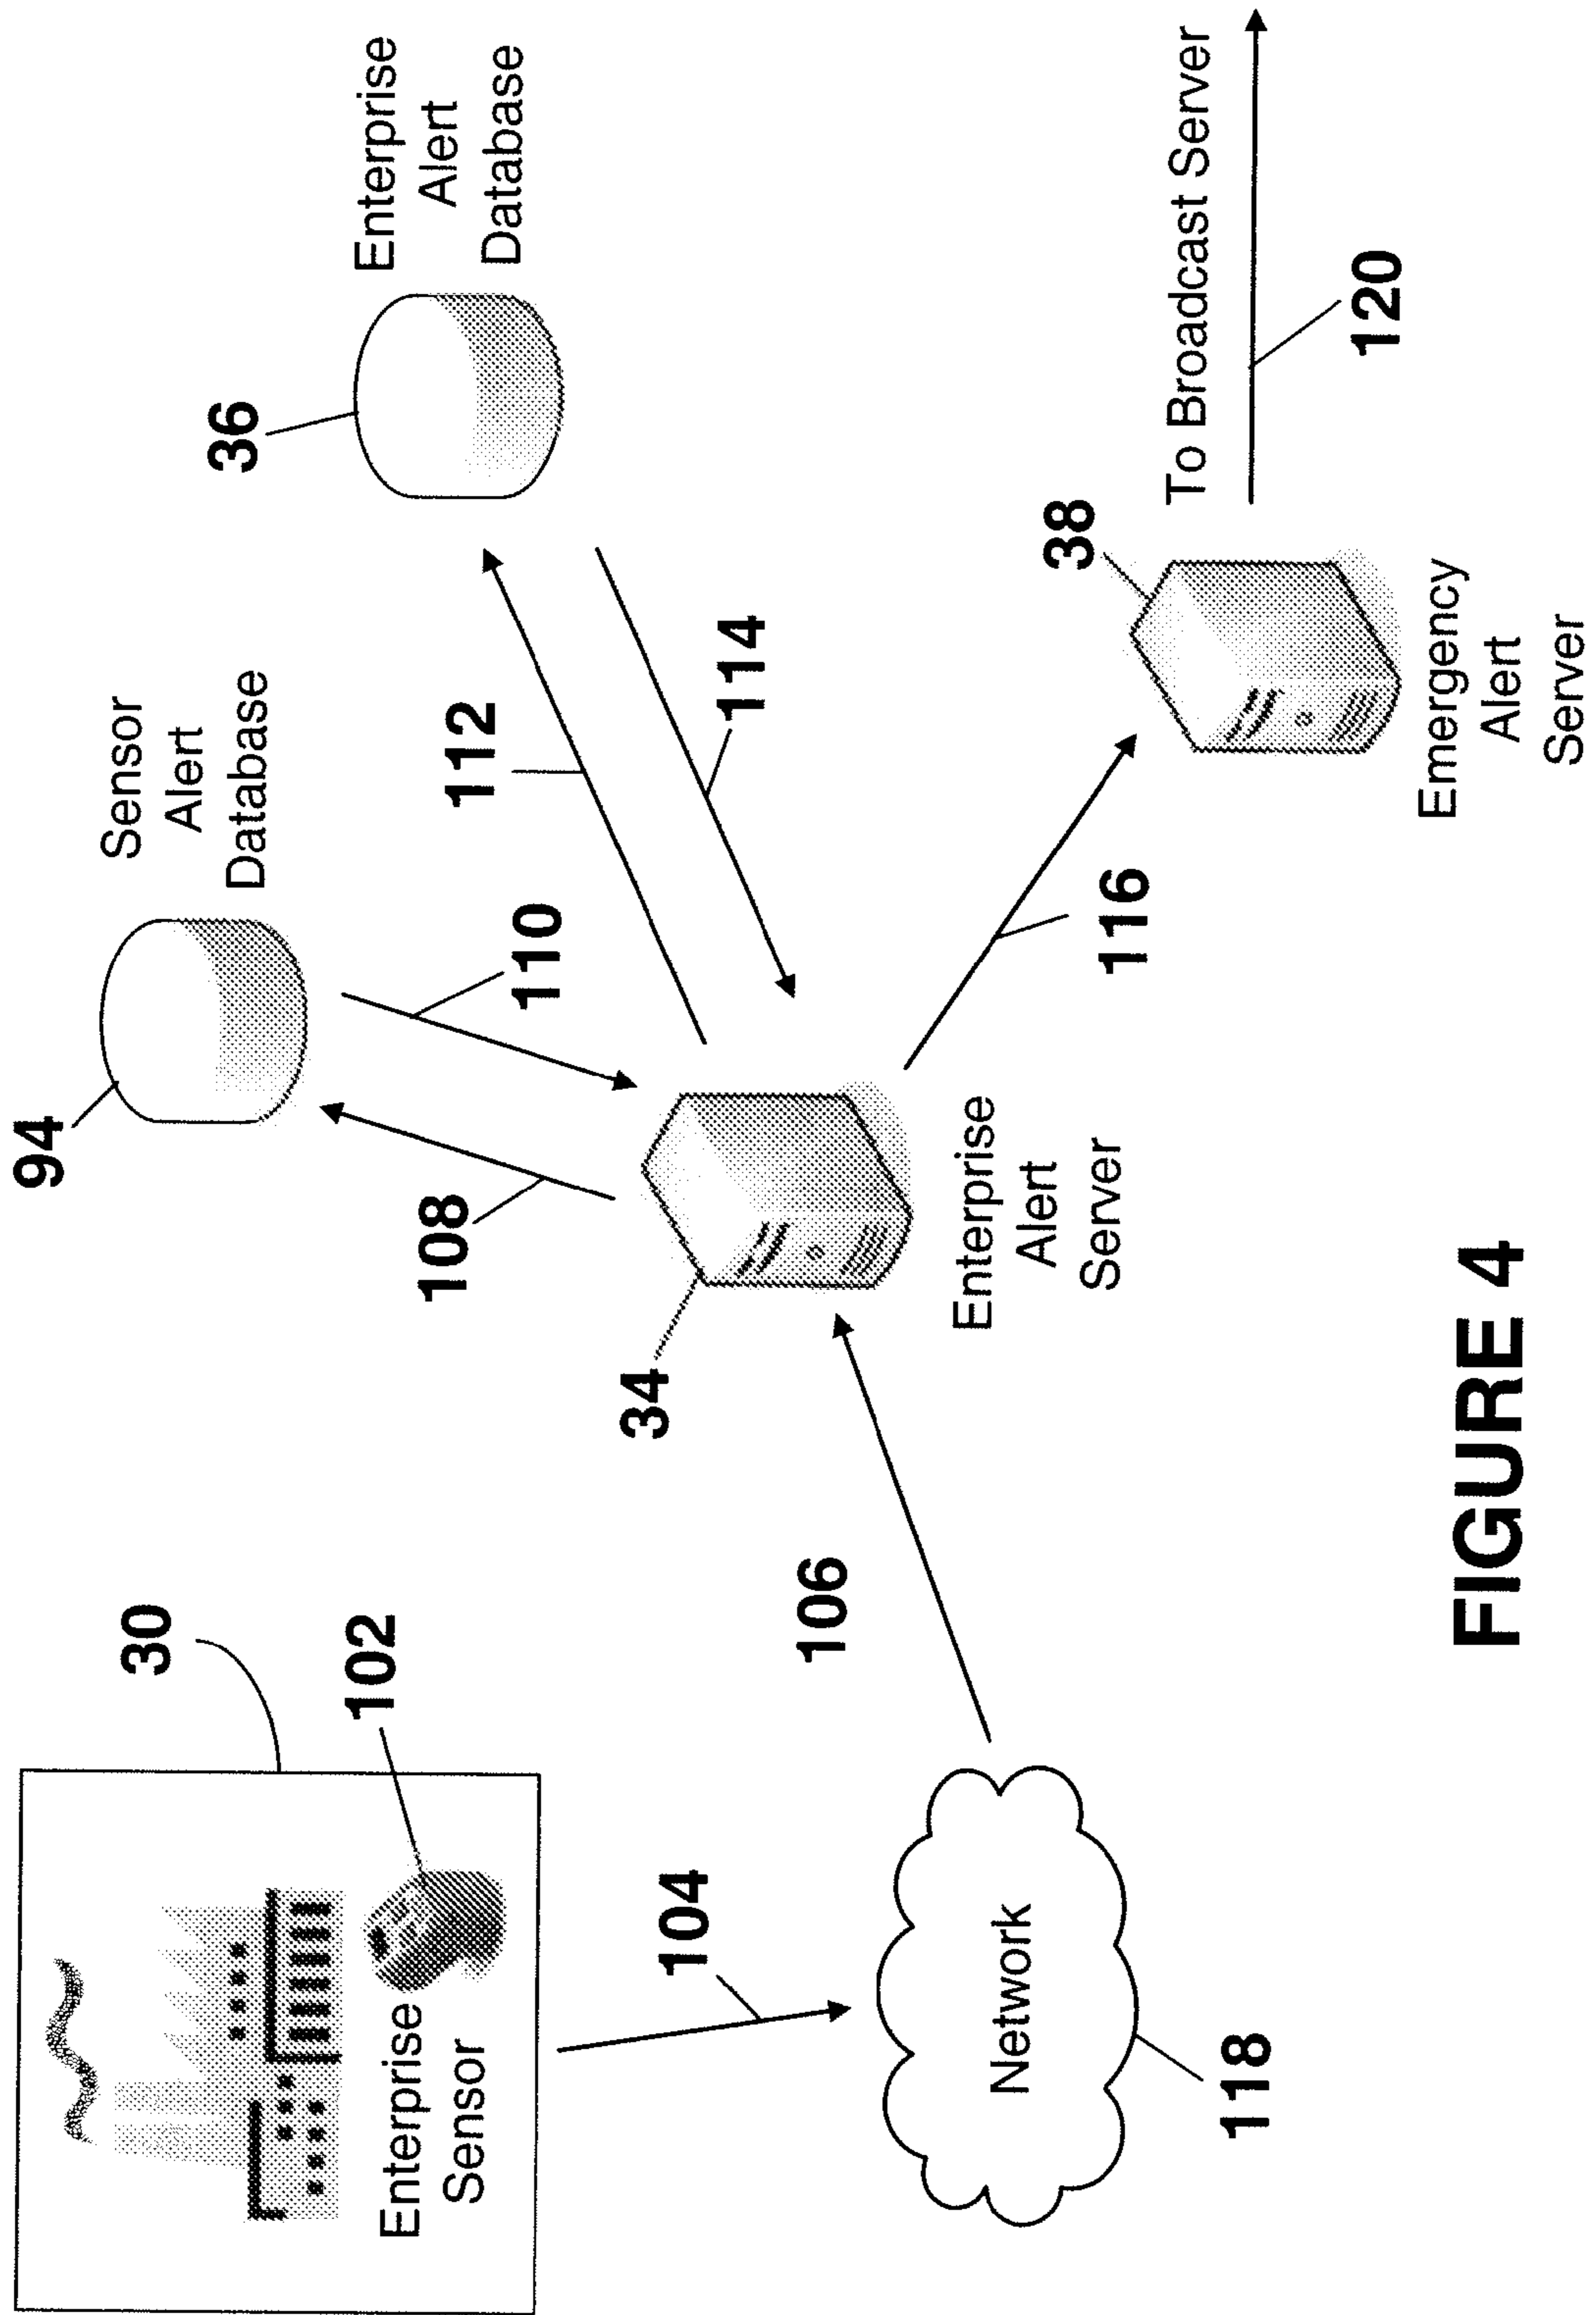 30
Enterprise
Sensor
102
104
Network
118
106
34
Enterprise
Alert
Server
108
110
94
Sensor
Alert
Database
112
114
36
Enterprise
Alert
Database
116
38
Emergency
Alert
Server
To Broadcast Server
120
FIGURE 4